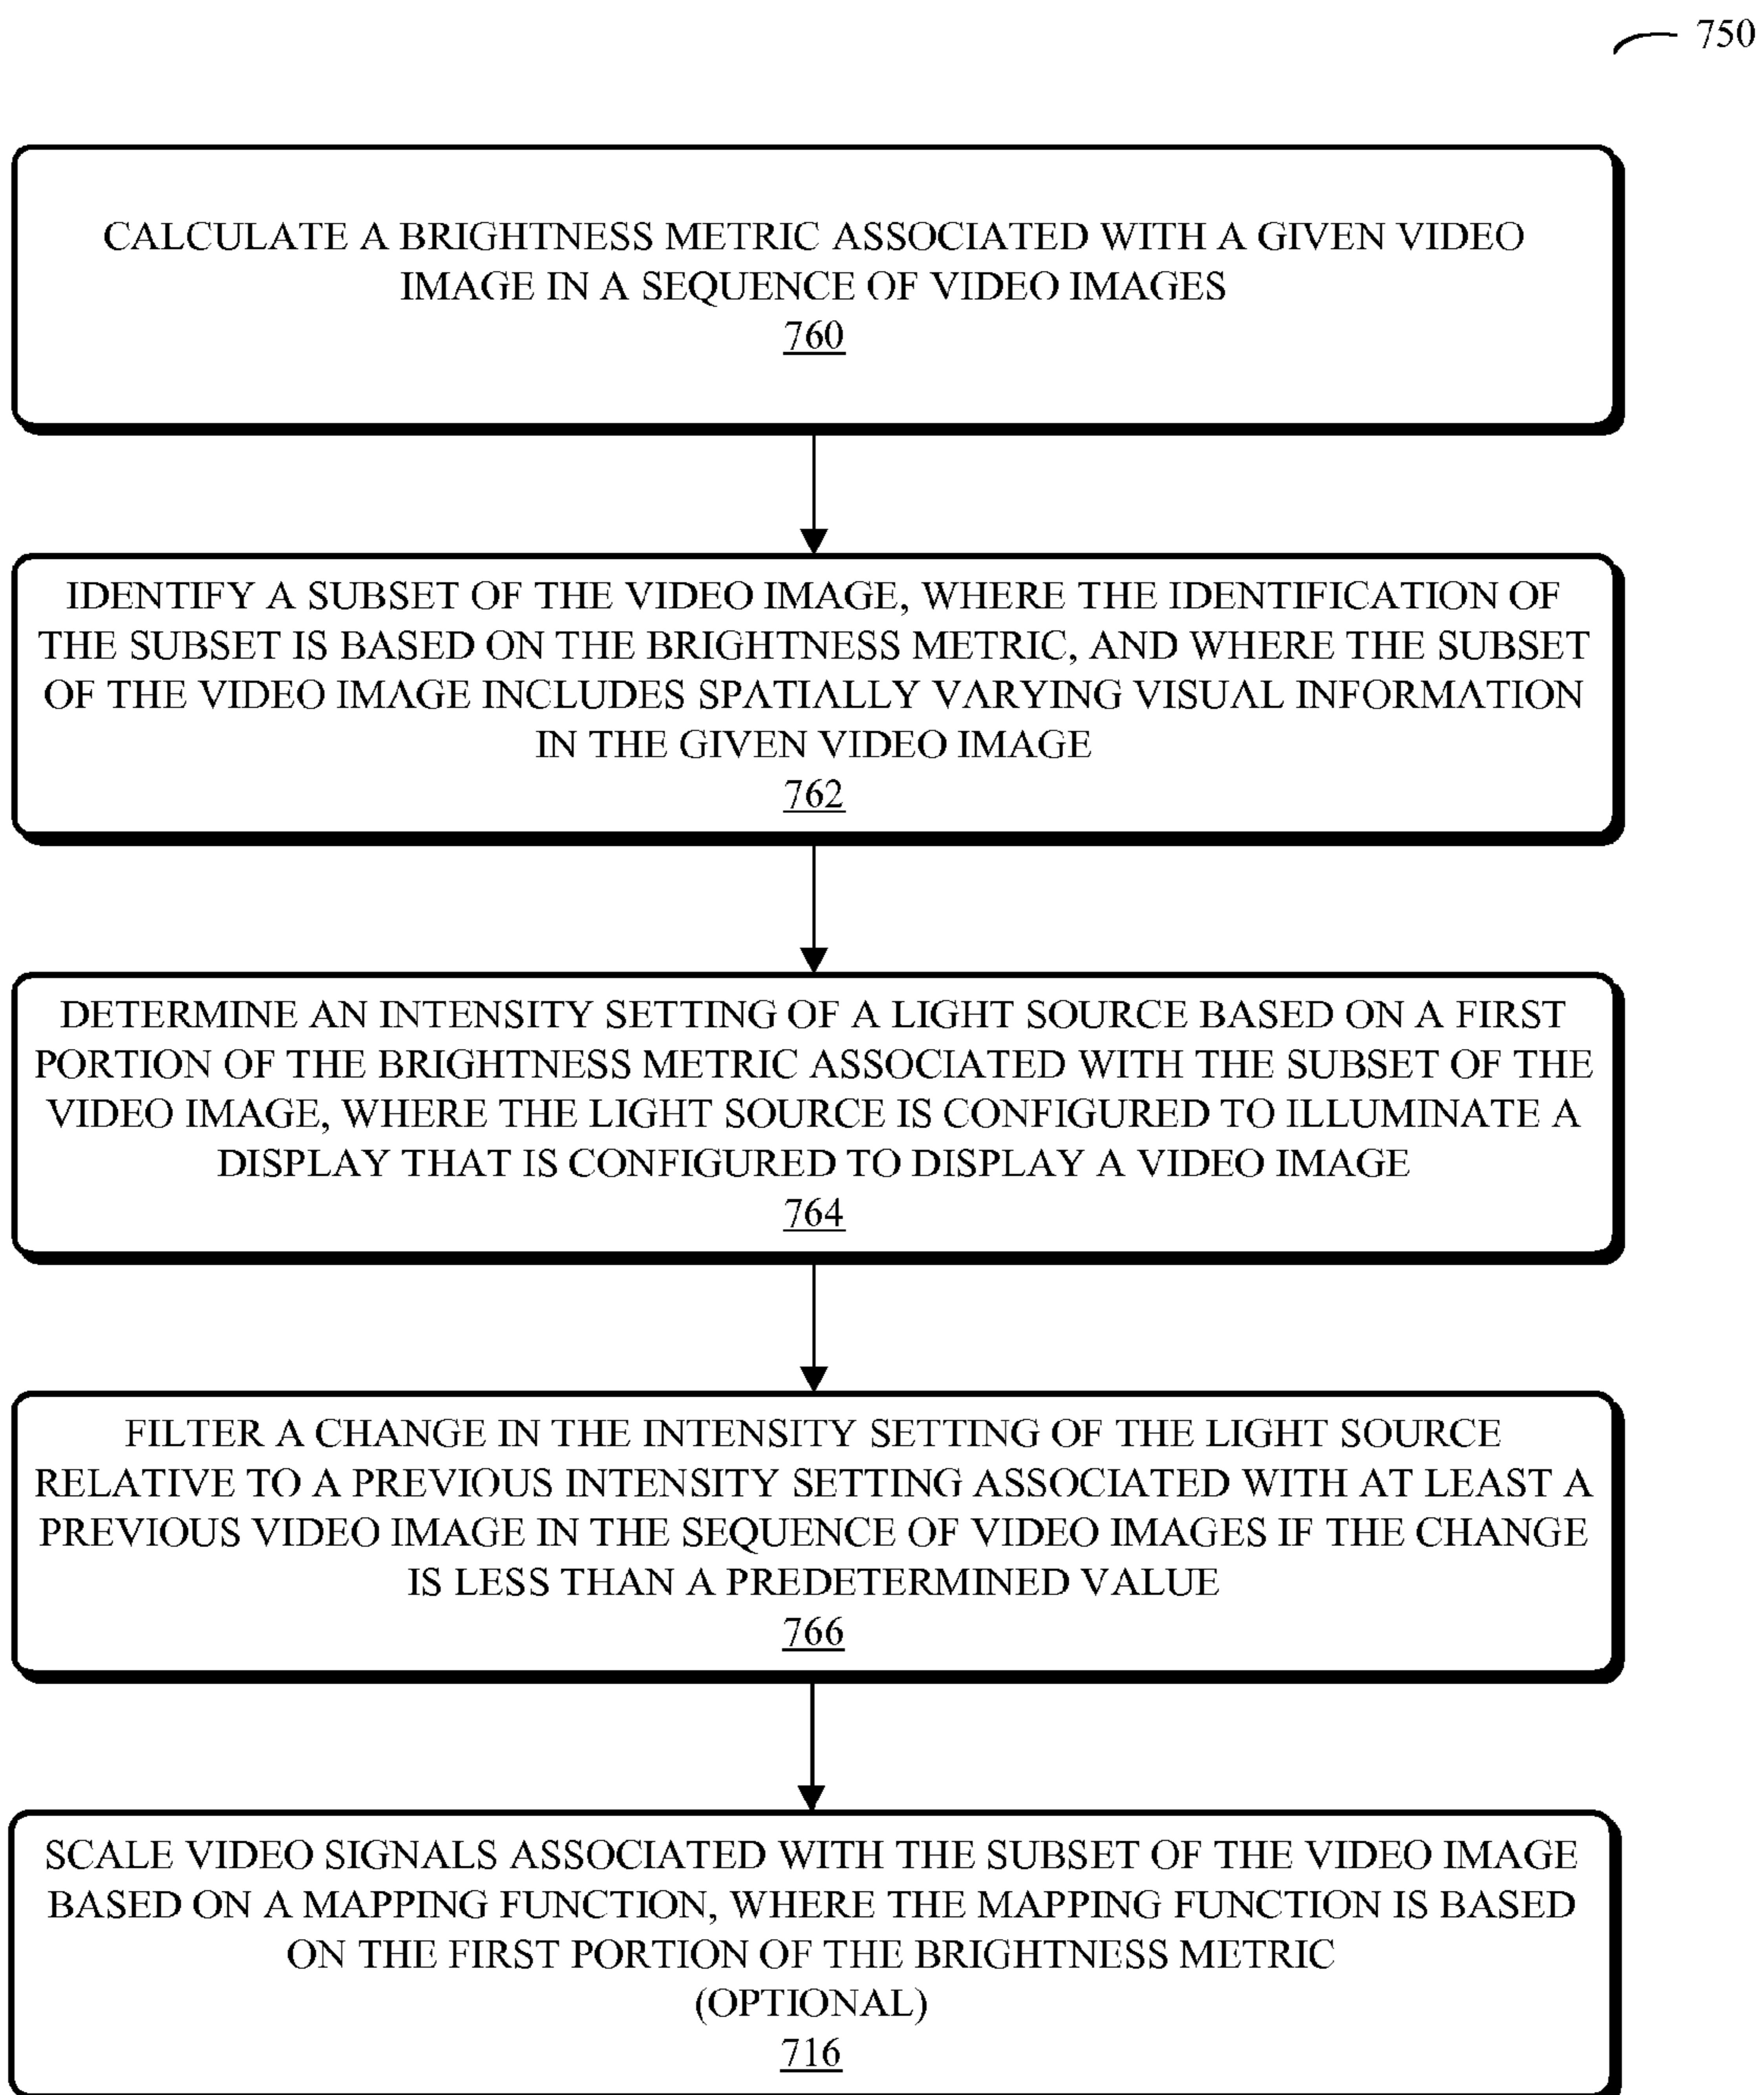 750
CALCULATE A BRIGHTNESS METRIC ASSOCIATED WITH A GIVEN VIDEO
IMAGE IN A SEQUENCE OF VIDEO IMAGES
760
IDENTIFY A SUBSET OF THE VIDEO IMAGE, WHERE THE IDENTIFICATION OF
THE SUBSET IS BASED ON THE BRIGHTNESS METRIC, AND WHERE THE SUBSET
OF THE VIDEO IMAGE INCLUDES SPATIALLY VARYING VISUAL INFORMATION
IN THE GIVEN VIDEO IMAGE
762
DETERMINE AN INTENSITY SETTING OF A LIGHT SOURCE BASED ON A FIRST
PORTION OF THE BRIGHTNESS METRIC ASSOCIATED WITH THE SUBSET OF THE
VIDEO IMAGE, WHERE THE LIGHT SOURCE IS CONFIGURED TO ILLUMINATE A
DISPLAY THAT IS CONFIGURED TO DISPLAY A VIDEO IMAGE
764
FILTER A CHANGE IN THE INTENSITY SETTING OF THE LIGHT SOURCE
RELATIVE TO A PREVIOUS INTENSITY SETTING ASSOCIATED WITH AT LEAST A
PREVIOUS VIDEO IMAGE IN THE SEQUENCE OF VIDEO IMAGES IF THE CHANGE
IS LESS THAN A PREDETERMINED VALUE
766
SCALE VIDEO SIGNALS ASSOCIATED WITH THE SUBSET OF THE VIDEO IMAGE
BASED ON A MAPPING FUNCTION, WHERE THE MAPPING FUNCTION IS BASED
ON THE FIRST PORTION OF THE BRIGHTNESS METRIC
(OPTIONAL)
716